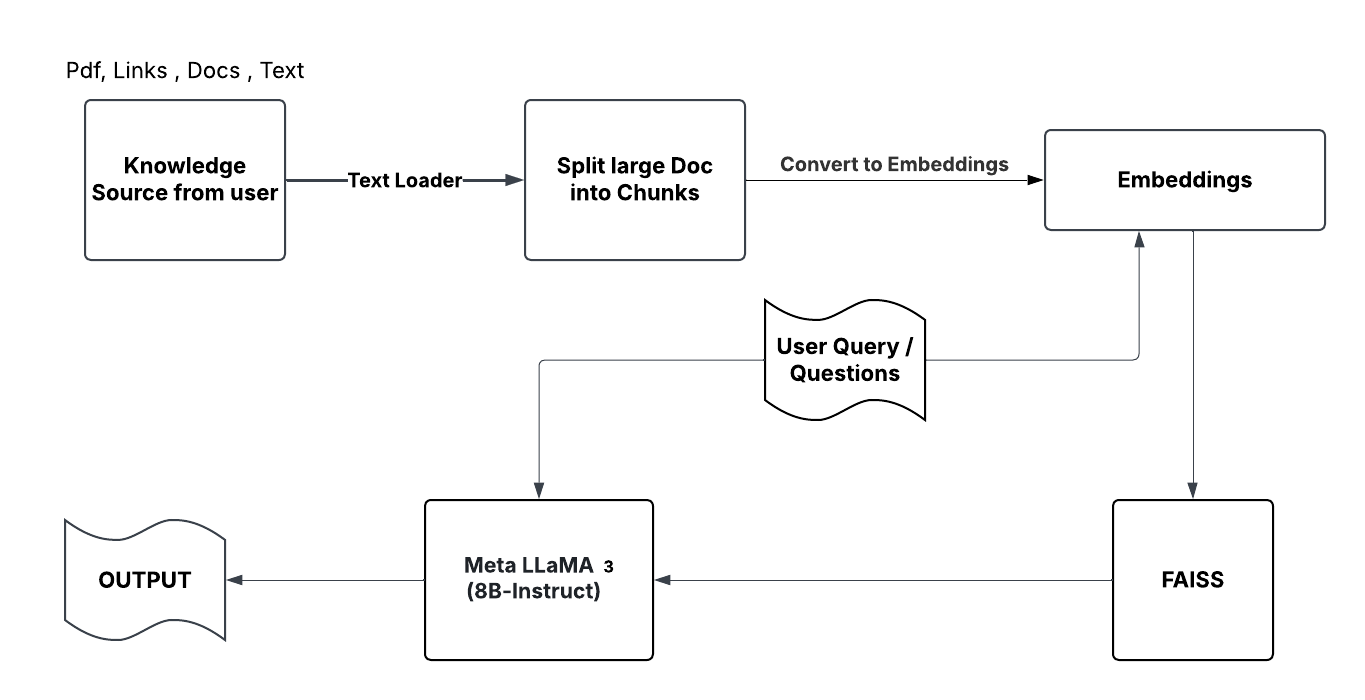 Pdf, Links , Docs , Text
Knowledge
Source from user
Text Loader
Split large Doc
into Chunks
Convert to Embeddings
Embeddings
User Query /
Questions
OUTPUT
Meta LLaMA 3
(8B-Instruct)
FAISS